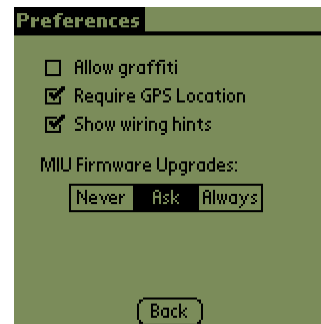 Preferences
Allow graffiti
Require GPS Location
Show wiring hints
MIU Firmware Upgrades:
Never Ask Always
Back